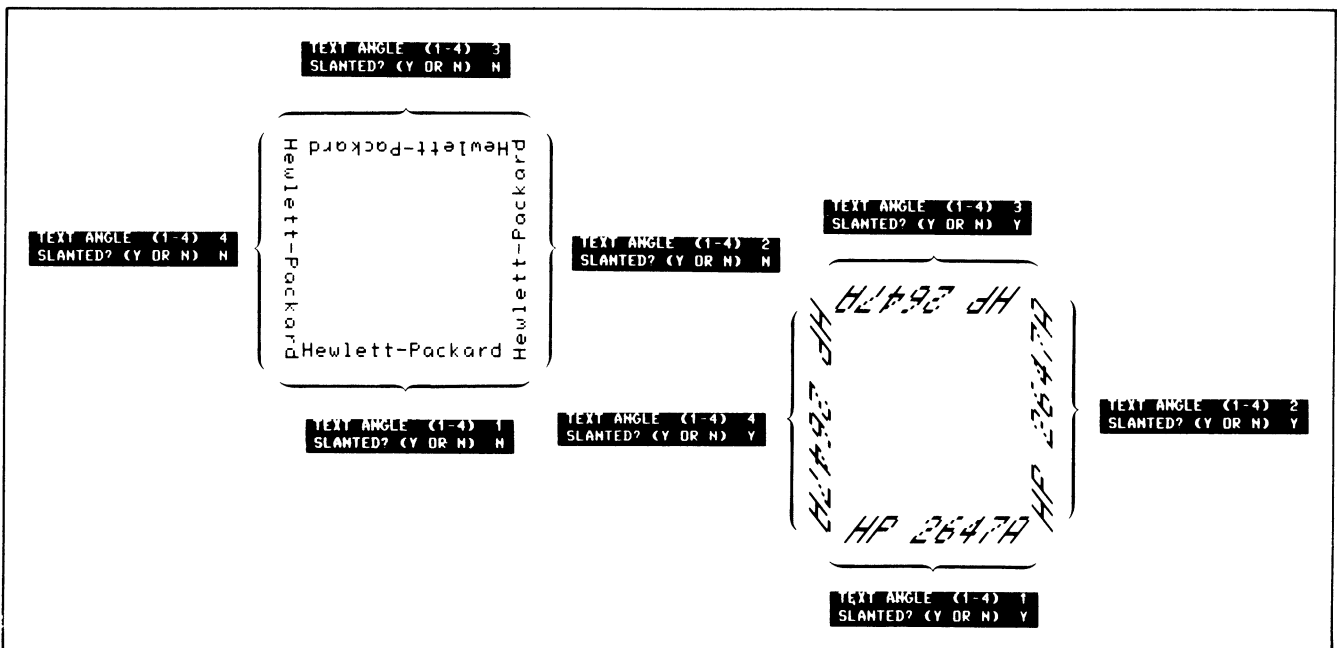 TEXT ANGLE (1-4) 3
SLANTED? (Y OR N) N
Hewlett-Packard
Hewlett-Packard
Hewlett-Packard
TEXT ANGLE (1-4) 4
SLANTED? (Y OR N) N
TEXT ANGLE (1-4) 2
SLANTED? (Y OR N) N
Hewlett-Packard
TEXT ANGLE (1-4) 1
SLANTED? (Y OR N) N
TEXT ANGLE (1-4) 3
SLANTED? (Y OR N) Y
HP 2647A
HP 2647A
HP 2647A
TEXT ANGLE (1-4) 4
SLANTED? (Y OR N) Y
TEXT ANGLE (1-4) 2
SLANTED? (Y OR N) Y
HP 2647A
TEXT ANGLE (1-4) 1
SLANTED? (Y OR N) Y